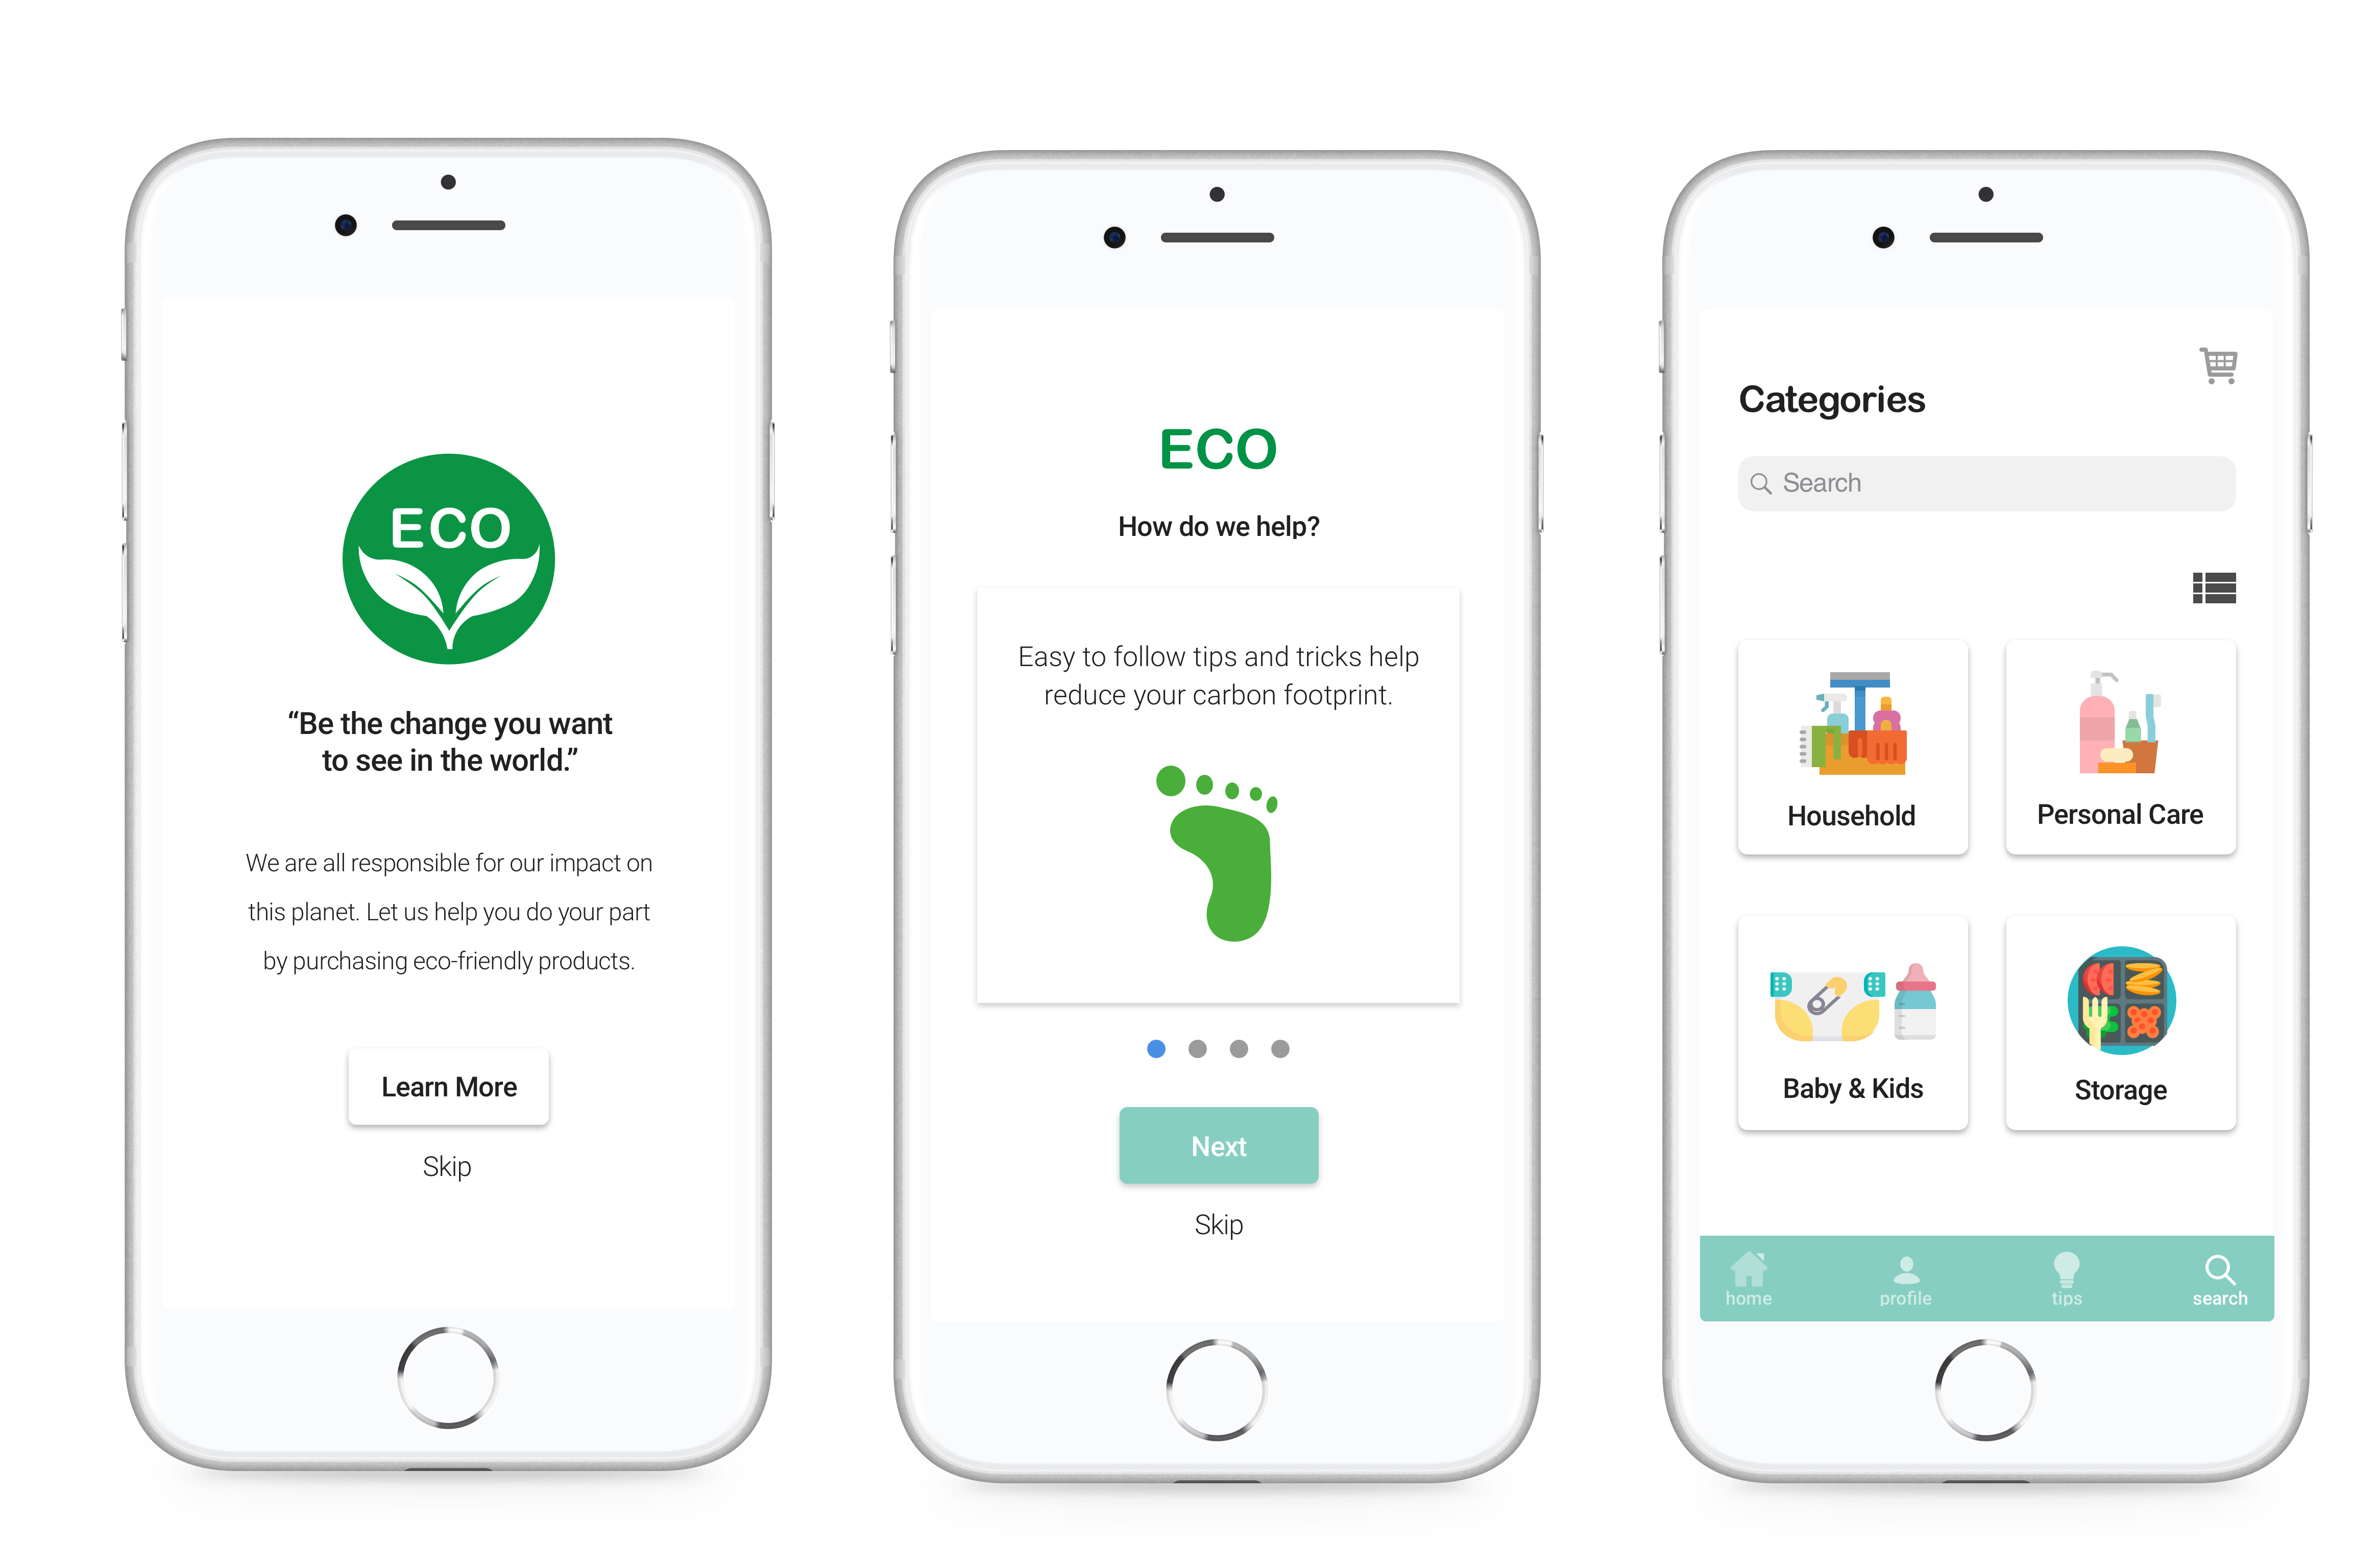 ECO
“Be the change you want
to see in the world.”
We are all responsible for our impact on
this planet. Let us help you do your part
by purchasing eco-friendly products.
Learn More
Skip
ECO
How do we help?
Easy to follow tips and tricks help
reduce your carbon footprint.
Next
Skip
Categories
Search
Household
Personal Care
Baby & Kids
Storage
home
profile
tips
search